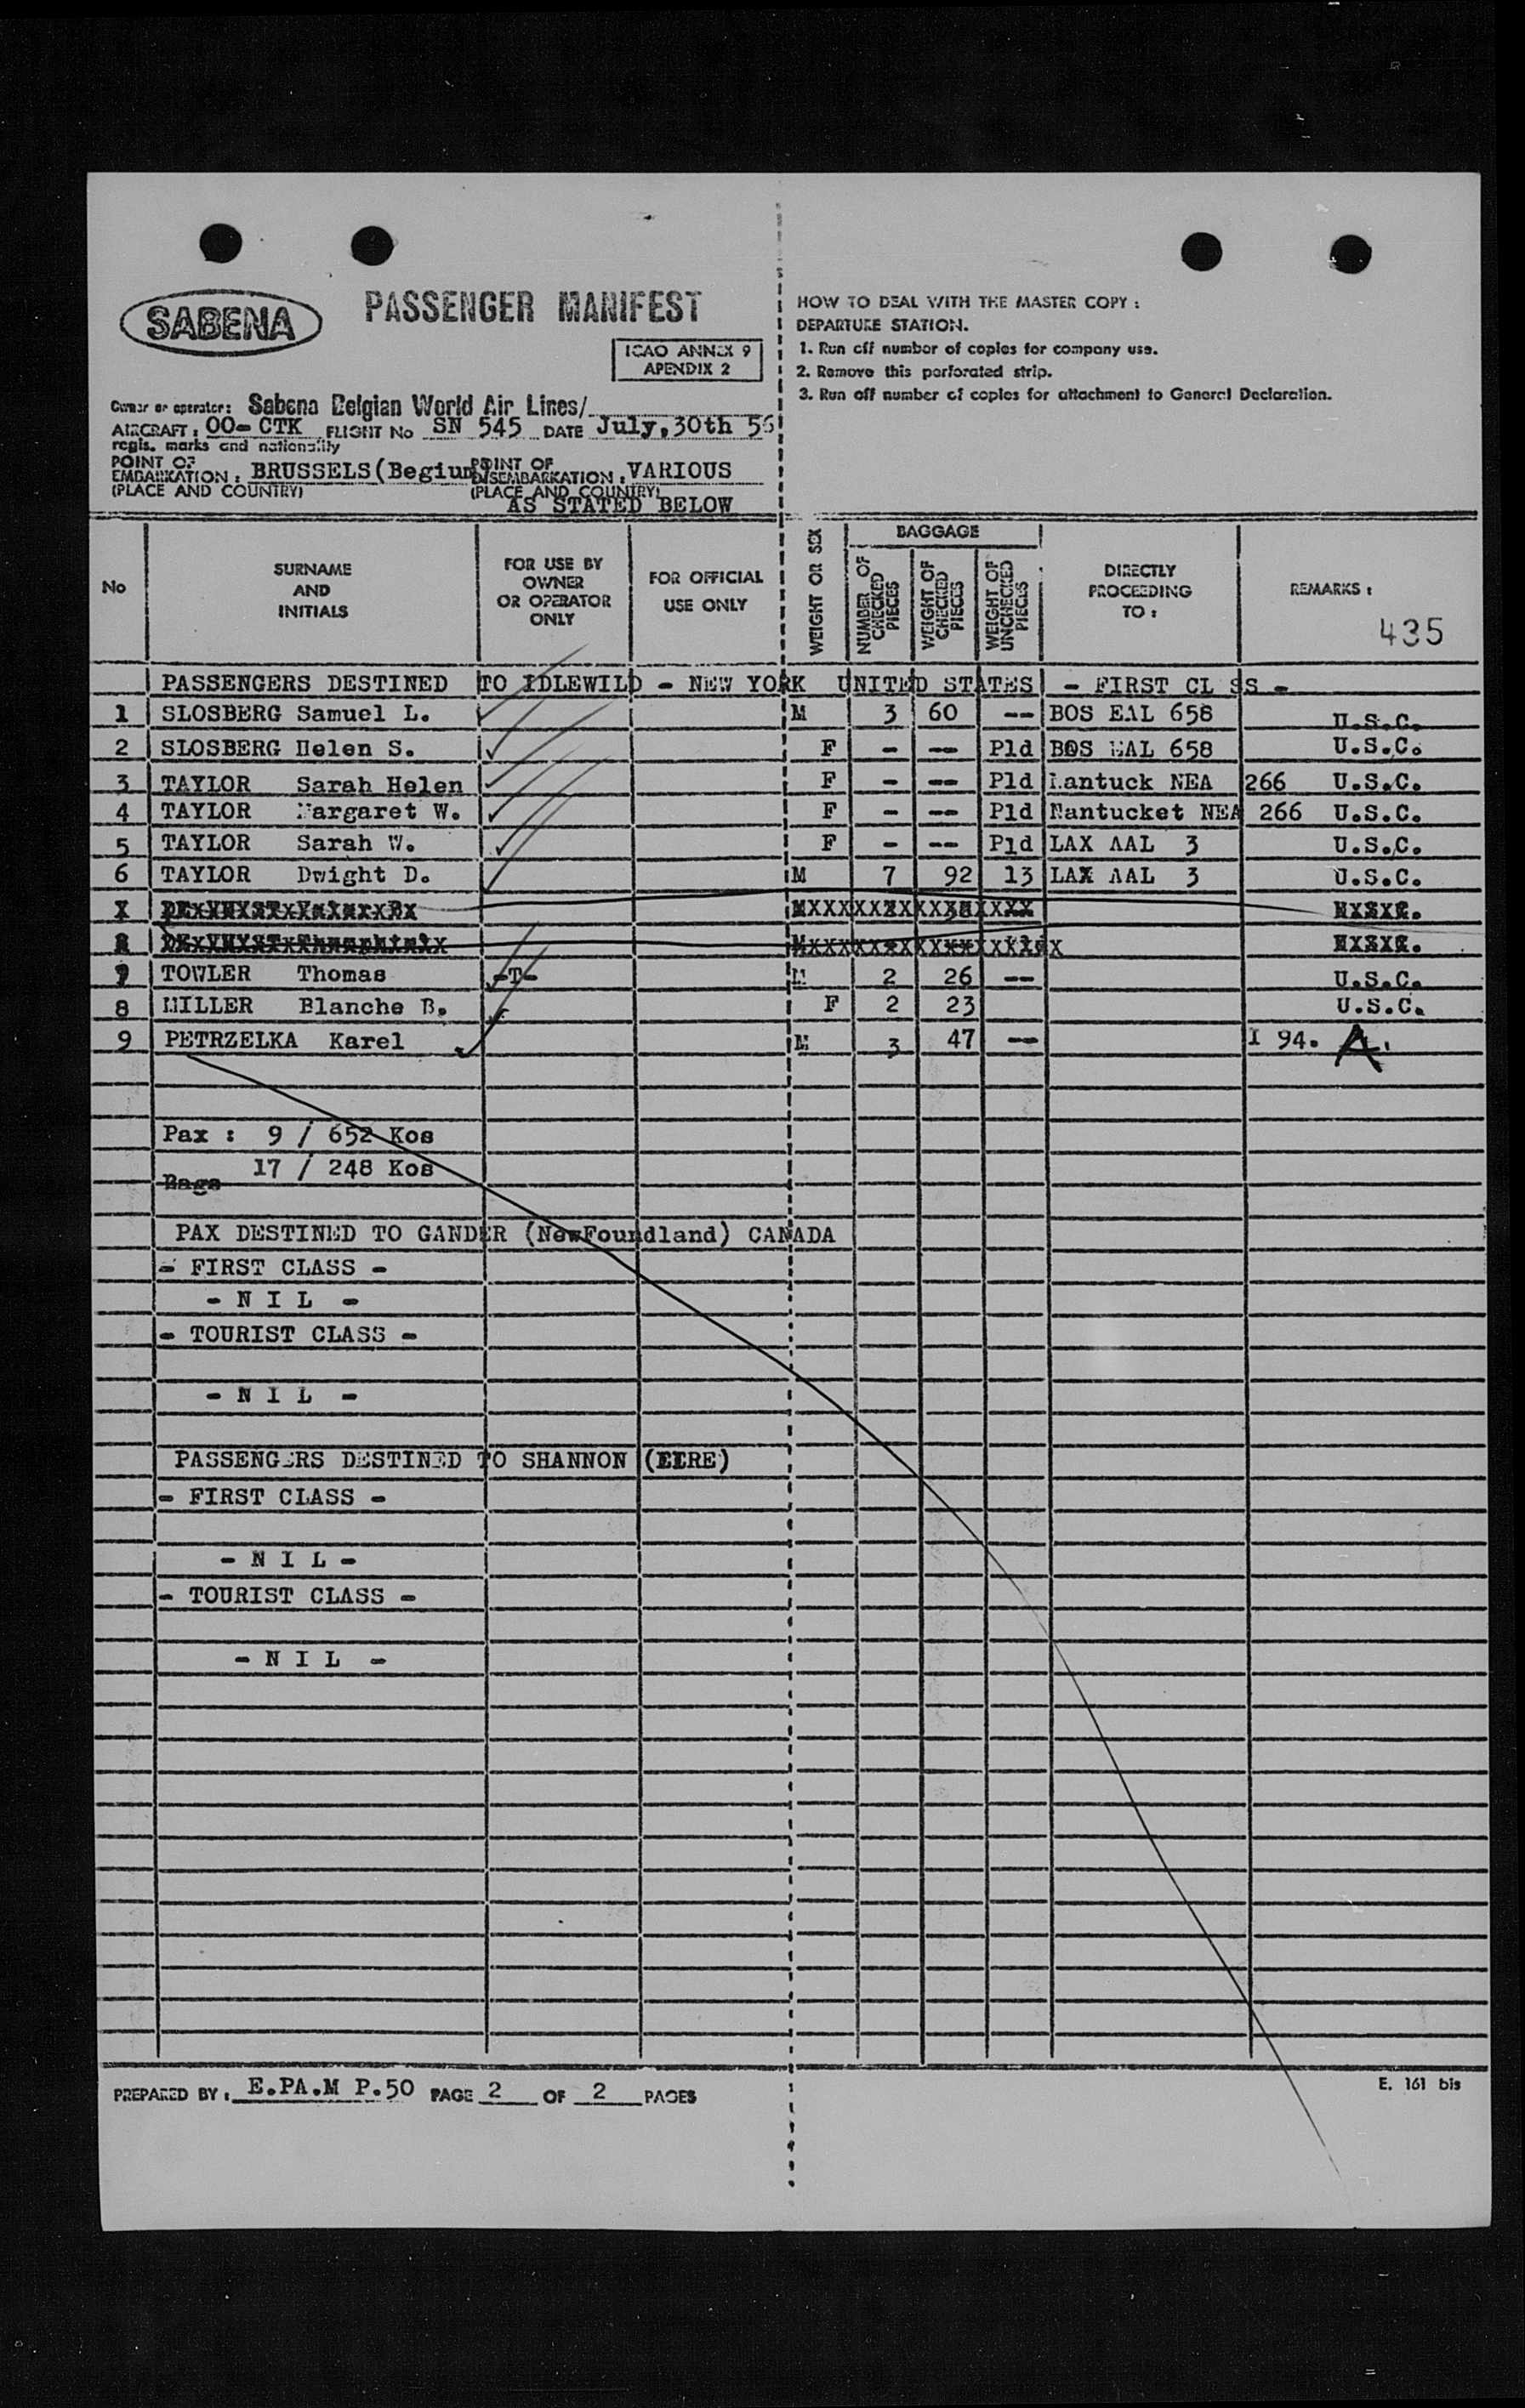 SABENA
PASSENGER MANIFEST
ICAO ANNEX 9
APENDIX 2
HOW TO DEAL WITH THE MASTER COPY :
DEPARTURE STATION.
1. Run off number of copies for company use.
2. Remove this perforated strip.
3. Run off number of copies for attachment to General Declaration.
Owner or operator: Sabena Belgian World Air Lines/
AIRCRAFT : OO- CTK FLIGHT No SN 545 DATE July,30th 56
regis. marks and nationality
POINT OF EMBARKATION : BRUSSELS(Begium POINT OF DISEMBARKATION : VARIOUS
(PLACE AND COUNTRY) (PLACE AND COUNTRY)
AS STATED BELOW
No
SURNAME AND INITIALS
FOR USE BY OWNER OR OPERATOR ONLY
FOR OFFICIAL USE ONLY
WEIGHT OR SEX
BAGGAGE
NUMBER OF CHECKED PIECES
WEIGHT OF CHECKED PIECES
WEIGHT OF UNCHECKED PIECES
DIRECTLY PROCEEDING TO :
REMARKS :
435
PASSENGERS DESTINED TO IDLEWILD - NEW YORK UNITED STATES - FIRST CL SS -
1 SLOSBERG Samuel L. M 3 60 -- BOS EAL 658 U.S.C.
2 SLOSBERG Helen S. F - -- Pld BOS EAL 658 U.S.C.
3 TAYLOR Sarah Helen F - -- Pld Nantuck NEA 266 U.S.C.
4 TAYLOR Margaret W. F - -- Pld Nantucket NEA 266 U.S.C.
5 TAYLOR Sarah W. F - -- Pld LAX AAL 3 U.S.C.
6 TAYLOR Dwight D. M 7 92 13 LAX AAL 3 U.S.C.
7 TOWLER Thomas -T- M 2 26 -- U.S.C.
8 MILLER Blanche B. F 2 23 U.S.C.
9 PETRZELKA Karel M 3 47 -- I 94. A.
Pax : 9 / 652 Kos
Bags 17 / 248 Kos
PAX DESTINED TO GANDER (NewFoundland) CANADA
- FIRST CLASS -
- N I L -
- TOURIST CLASS -
- N I L -
PASSENGERS DESTINED TO SHANNON (EIRE)
- FIRST CLASS -
- N I L -
- TOURIST CLASS -
- N I L -
PREPARED BY : E.PA.M P.50 PAGE 2 OF 2 PAGES
E. 161 bis